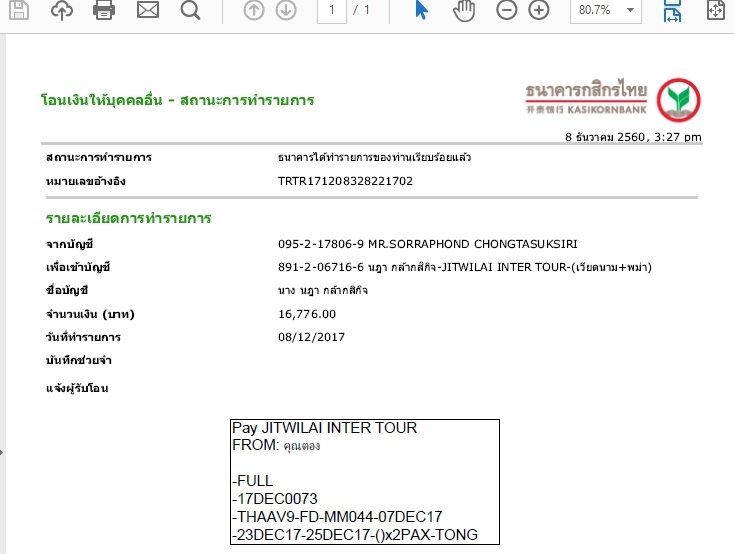 1 / 1
80.7%
ธนาคารกสิกรไทย
开泰银行 KASIKORNBANK
โอนเงินให้บุคคลอื่น - สถานะการทำรายการ
8 ธันวาคม 2560, 3:27 pm
สถานะการทำรายการ ธนาคารได้ทำรายการของท่านเรียบร้อยแล้ว
หมายเลขอ้างอิง TRTR171208328221702
รายละเอียดการทำรายการ
จากบัญชี 095-2-17806-9 MR.SORRAPHOND CHONGTASUKSIRI
เพื่อเข้าบัญชี 891-2-06716-6 นฎา กล้ากสิกิจ-JITWILAI INTER TOUR-(เวียดนาม+พม่า)
ชื่อบัญชี นาง นฎา กล้ากสิกิจ
จำนวนเงิน (บาท) 16,776.00
วันที่ทำรายการ 08/12/2017
บันทึกช่วยจำ
แจ้งผู้รับโอน
Pay JITWILAI INTER TOUR
FROM: คุณตอง
-FULL
-17DEC0073
-THAAV9-FD-MM044-07DEC17
-23DEC17-25DEC17-()x2PAX-TONG